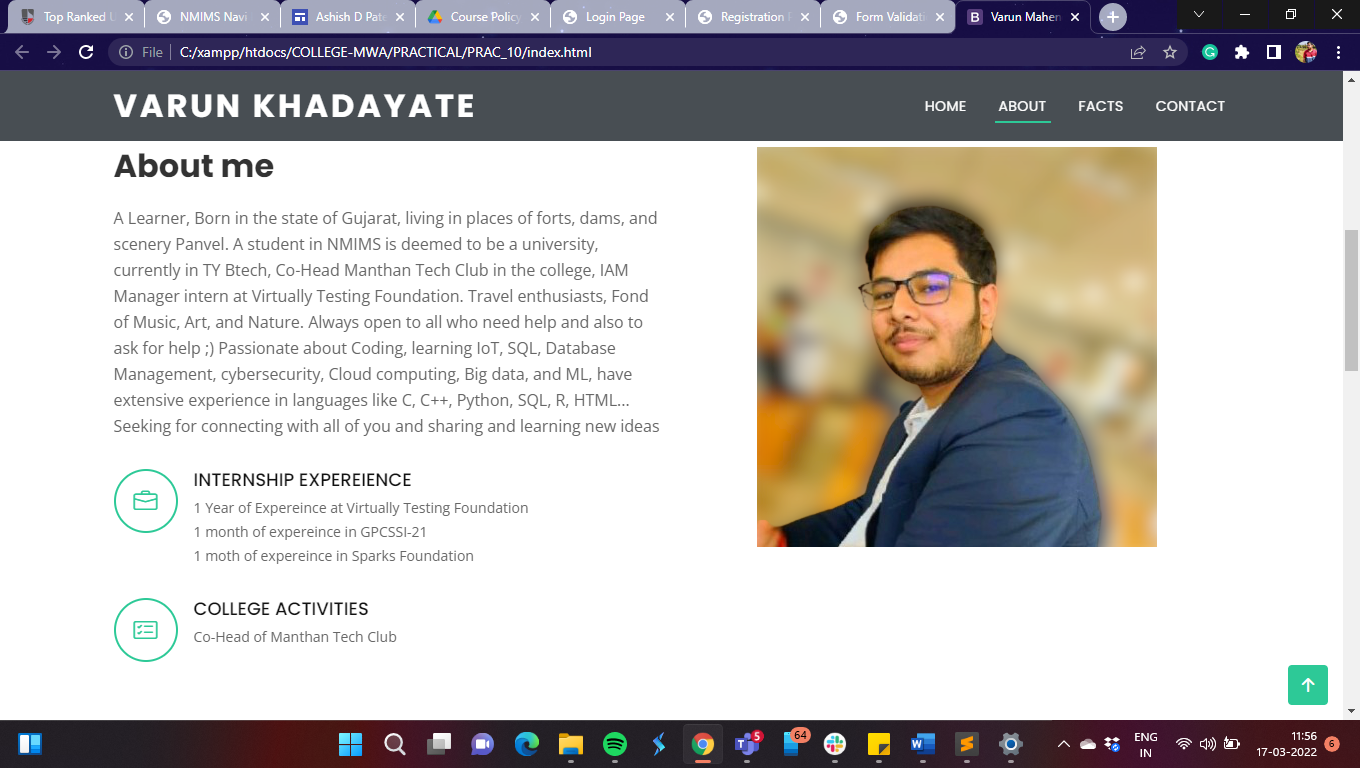 Top Ranked U
NMIMS Navi
Ashish D Pate
Course Policy
Login Page
Registration F
Form Validati
Varun Mahen
File
C:/xampp/htdocs/COLLEGE-MWA/PRACTICAL/PRAC_10/index.html
VARUN KHADAYATE
HOME
ABOUT
FACTS
CONTACT
About me
A Learner, Born in the state of Gujarat, living in places of forts, dams, and
scenery Panvel. A student in NMIMS is deemed to be a university,
currently in TY Btech, Co-Head Manthan Tech Club in the college, IAM
Manager intern at Virtually Testing Foundation. Travel enthusiasts, Fond
of Music, Art, and Nature. Always open to all who need help and also to
ask for help ;) Passionate about Coding, learning IoT, SQL, Database
Management, cybersecurity, Cloud computing, Big data, and ML, have
extensive experience in languages like C, C++, Python, SQL, R, HTML...
Seeking for connecting with all of you and sharing and learning new ideas
INTERNSHIP EXPEREIENCE
1 Year of Expereince at Virtually Testing Foundation
1 month of expereince in GPCSSI-21
1 moth of expereince in Sparks Foundation
COLLEGE ACTIVITIES
Co-Head of Manthan Tech Club
5
64
ENG
IN
11:56
17-03-2022
6